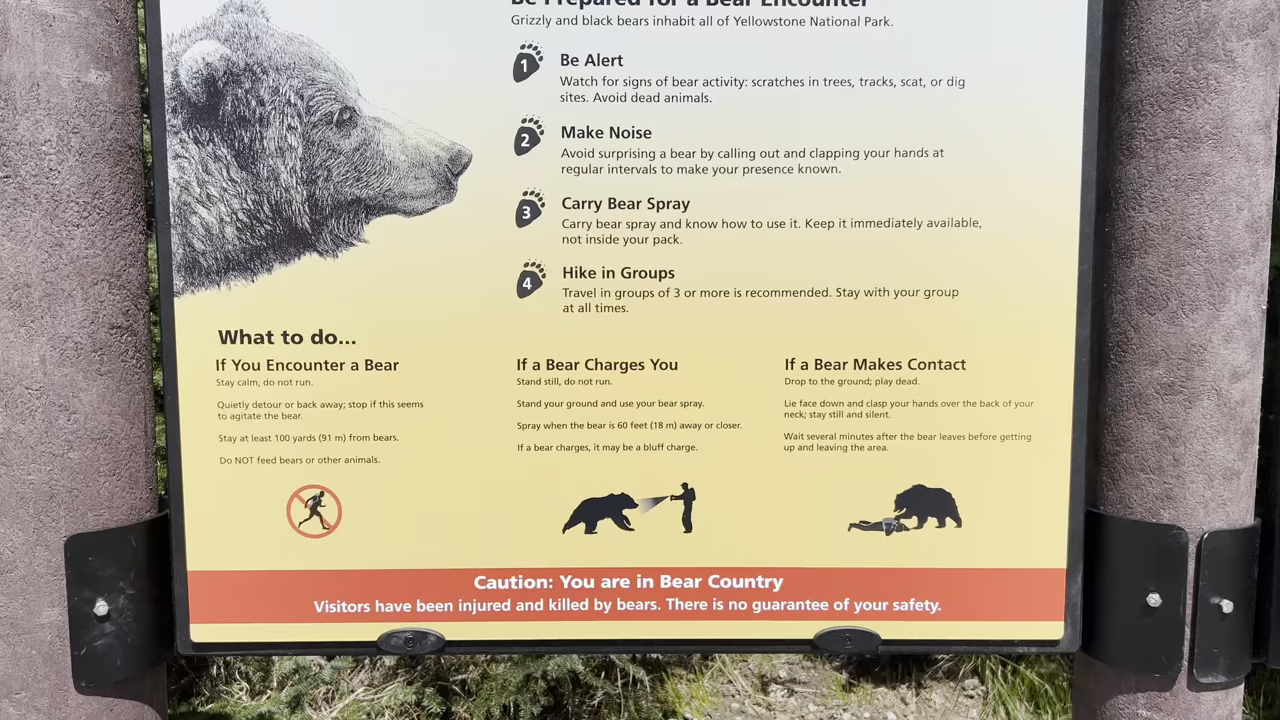 Be Prepared for a Bear Encounter
Grizzly and black bears inhabit all of Yellowstone National Park.
1
Be Alert
Watch for signs of bear activity: scratches in trees, tracks, scat, or dig
sites. Avoid dead animals.
2
Make Noise
Avoid surprising a bear by calling out and clapping your hands at
regular intervals to make your presence known.
3
Carry Bear Spray
Carry bear spray and know how to use it. Keep it immediately available,
not inside your pack.
4
Hike in Groups
Travel in groups of 3 or more is recommended. Stay with your group
at all times.
What to do...
If You Encounter a Bear
Stay calm, do not run.
Quietly detour or back away; stop if this seems
to agitate the bear.
Stay at least 100 yards (91 m) from bears.
Do NOT feed bears or other animals.
If a Bear Charges You
Stand still, do not run.
Stand your ground and use your bear spray.
Spray when the bear is 60 feet (18 m) away or closer.
If a bear charges, it may be a bluff charge.
If a Bear Makes Contact
Drop to the ground; play dead.
Lie face down and clasp your hands over the back of your
neck; stay still and silent.
Wait several minutes after the bear leaves before getting
up and leaving the area.
Caution: You are in Bear Country
Visitors have been injured and killed by bears. There is no guarantee of your safety.